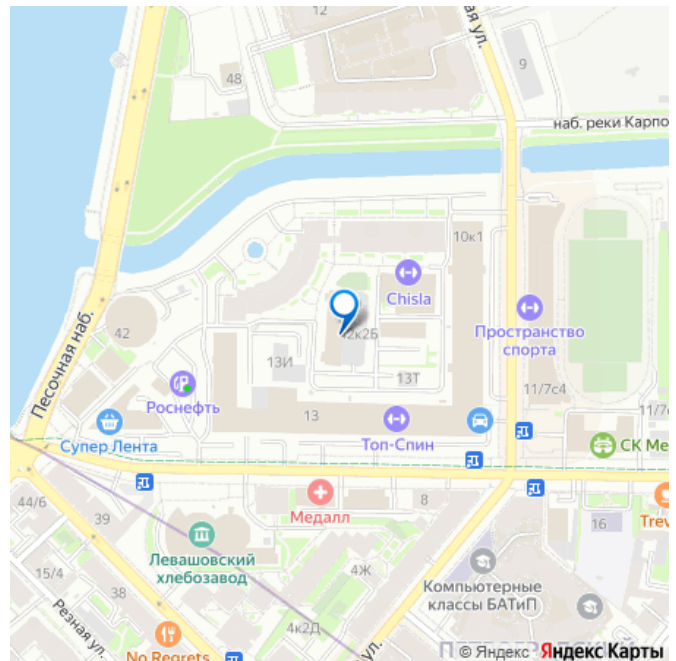 12
ая ул.
9
48
наб. реки Карпо
10к1
Chisla
42
42к2Б
Пространство
спорта
Песочная наб.
13И
13Т
Роснефть
11/7с4
13
11/7с
Супер Лента
Топ-Спин
СК Ме
44/6
39
Медалл
8
16
Trev
Левашовский
хлебозавод
15/4
4Ж
Компьютерные
классы БАТиП
38
Резная ул.
4к2Д
ул.
No Regrets
© Яндекс Яндекс Карты